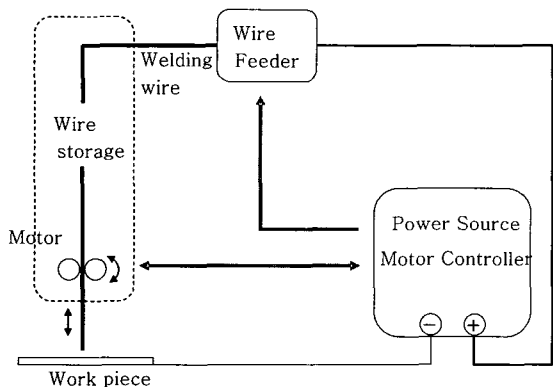 Wire
Feeder
Welding
wire
Wire
storage
Motor
Power Source
Motor Controller
− +
Work piece